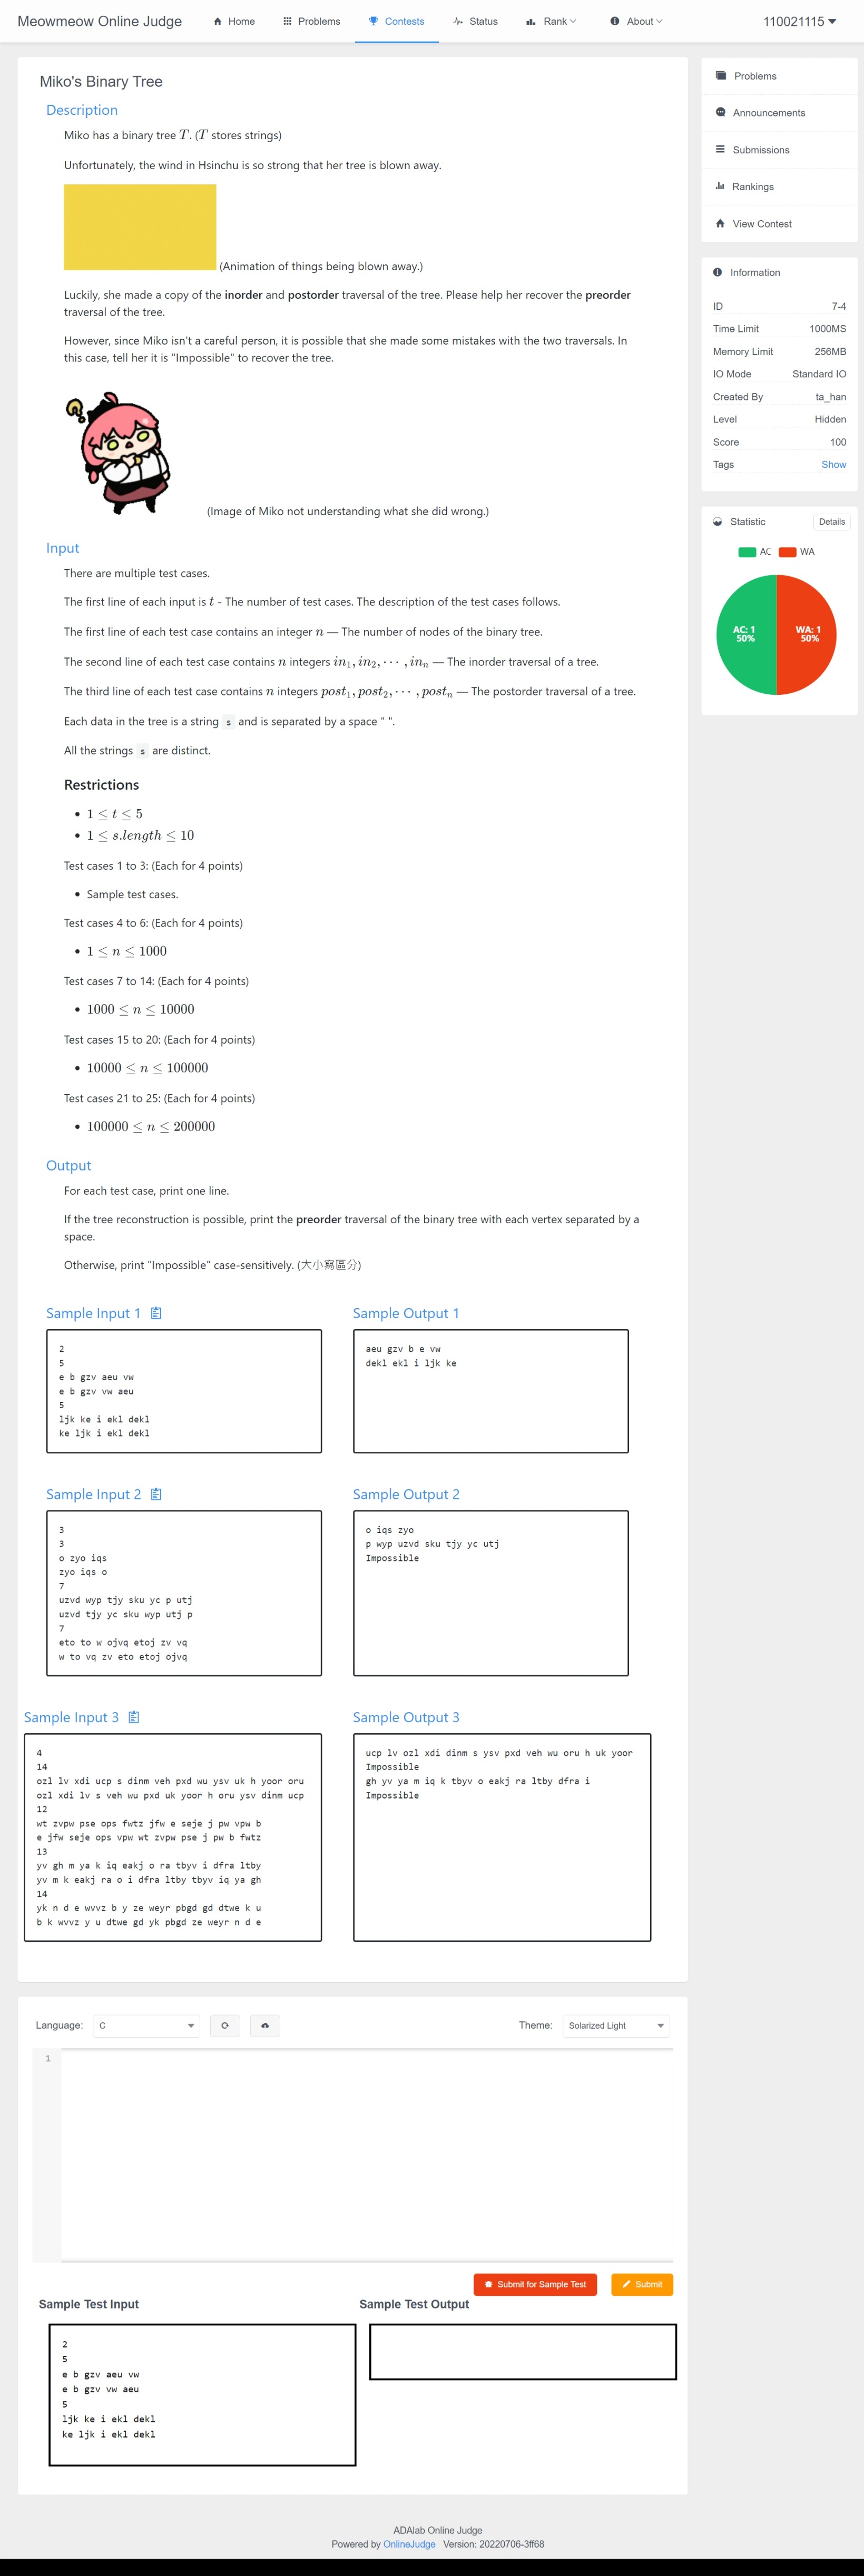 Meowmeow Online Judge
Home
Problems
Contests
Status
Rank
About
110021115
Miko's Binary Tree
Description
Miko has a binary tree T. (T stores strings)
Unfortunately, the wind in Hsinchu is so strong that her tree is blown away.
(Animation of things being blown away.)
Luckily, she made a copy of the inorder and postorder traversal of the tree. Please help her recover the preorder
traversal of the tree.
However, since Miko isn't a careful person, it is possible that she made some mistakes with the two traversals. In
this case, tell her it is "Impossible" to recover the tree.
(Image of Miko not understanding what she did wrong.)
Input
There are multiple test cases.
The first line of each input is t - The number of test cases. The description of the test cases follows.
The first line of each test case contains an integer n — The number of nodes of the binary tree.
The second line of each test case contains n integers in₁, in₂, ⋯ , inₙ — The inorder traversal of a tree.
The third line of each test case contains n integers post₁, post₂, ⋯ , postₙ — The postorder traversal of a tree.
Each data in the tree is a string s and is separated by a space " ".
All the strings s are distinct.
Restrictions
• 1 ≤ t ≤ 5
• 1 ≤ s.length ≤ 10
Test cases 1 to 3: (Each for 4 points)
• Sample test cases.
Test cases 4 to 6: (Each for 4 points)
• 1 ≤ n ≤ 1000
Test cases 7 to 14: (Each for 4 points)
• 1000 ≤ n ≤ 10000
Test cases 15 to 20: (Each for 4 points)
• 10000 ≤ n ≤ 100000
Test cases 21 to 25: (Each for 4 points)
• 100000 ≤ n ≤ 200000
Output
For each test case, print one line.
If the tree reconstruction is possible, print the preorder traversal of the binary tree with each vertex separated by a
space.
Otherwise, print "Impossible" case-sensitively. (大小寫區分)
Sample Input 1
2
5
e b gzv aeu vw
e b gzv vw aeu
5
ljk ke i ekl dekl
ke ljk i ekl dekl
Sample Output 1
aeu gzv b e vw
dekl ekl i ljk ke
Sample Input 2
3
3
o zyo iqs
zyo iqs o
7
uzvd wyp tjy sku yc p utj
uzvd tjy yc sku wyp utj p
7
eto to w ojvq etoj zv vq
w to vq zv eto etoj ojvq
Sample Output 2
o iqs zyo
p wyp uzvd sku tjy yc utj
Impossible
Sample Input 3
4
14
ozl lv xdi ucp s dinm veh pxd wu ysv uk h yoor oru
ozl xdi lv s veh wu pxd uk yoor h oru ysv dinm ucp
12
wt zvpw pse ops fwtz jfw e seje j pw vpw b
e jfw seje ops vpw wt zvpw pse j pw b fwtz
13
yv gh m ya k iq eakj o ra tbyv i dfra ltby
yv m k eakj ra o i dfra ltby tbyv iq ya gh
14
yk n d e wvvz b y ze weyr pbgd gd dtwe k u
b k wvvz y u dtwe gd yk pbgd ze weyr n d e
Sample Output 3
ucp lv ozl xdi dinm s ysv pxd veh wu oru h uk yoor
Impossible
gh yv ya m iq k tbyv o eakj ra ltby dfra i
Impossible
Language:
C
Theme:
Solarized Light
1
Submit for Sample Test
Submit
Sample Test Input
2
5
e b gzv aeu vw
e b gzv vw aeu
5
ljk ke i ekl dekl
ke ljk i ekl dekl
Sample Test Output
Problems
Announcements
Submissions
Rankings
View Contest
Information
ID 7-4
Time Limit 1000MS
Memory Limit 256MB
IO Mode Standard IO
Created By ta_han
Level Hidden
Score 100
Tags Show
Statistic
Details
AC WA
AC: 1
50%
WA: 1
50%
ADAlab Online Judge
Powered by OnlineJudge Version: 20220706-3ff68